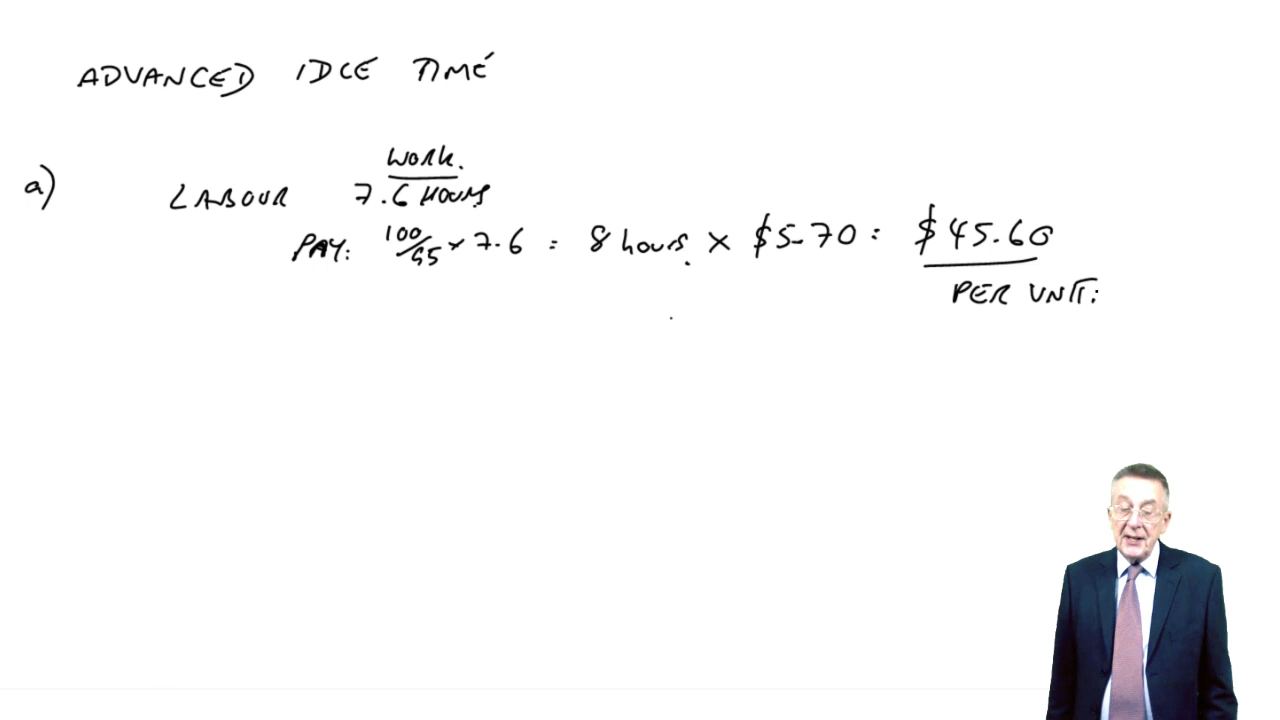 ADVANCED IDLE TIME
a)
WORK.
LABOUR 7.6 HOURS
PAY: 100/95 × 7.6 = 8 hours × $5.70 = $45.60
PER UNIT: